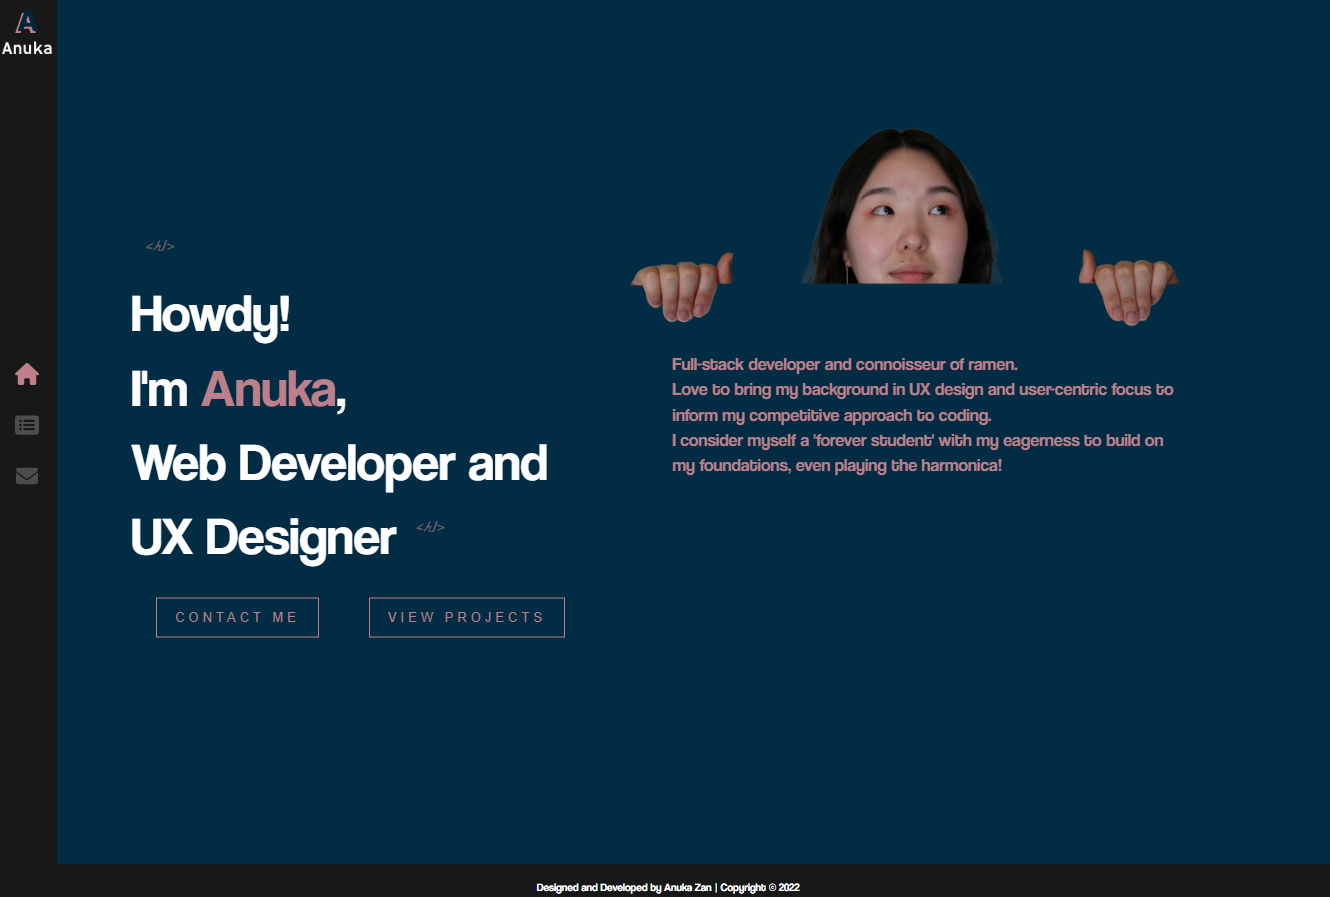 A
Anuka
<h1>
Howdy!
I'm Anuka,
Web Developer and
UX Designer <h1>
CONTACT ME
VIEW PROJECTS
Full-stack developer and connoisseur of ramen.
Love to bring my background in UX design and user-centric focus to
inform my competitive approach to coding.
I consider myself a 'forever student' with my eagerness to build on
my foundations, even playing the harmonica!
Designed and Developed by Anuka Zan | Copyright © 2022